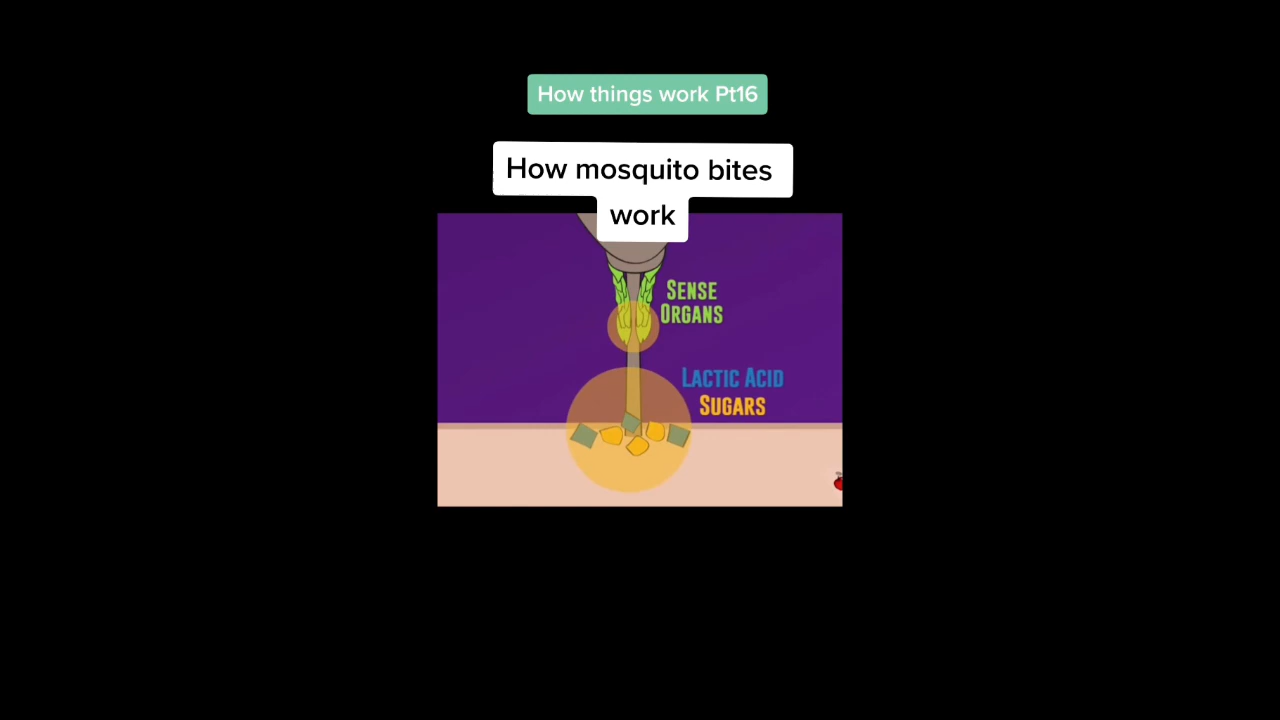 How things work Pt16
How mosquito bites
work
SENSE
ORGANS
LACTIC ACID
SUGARS